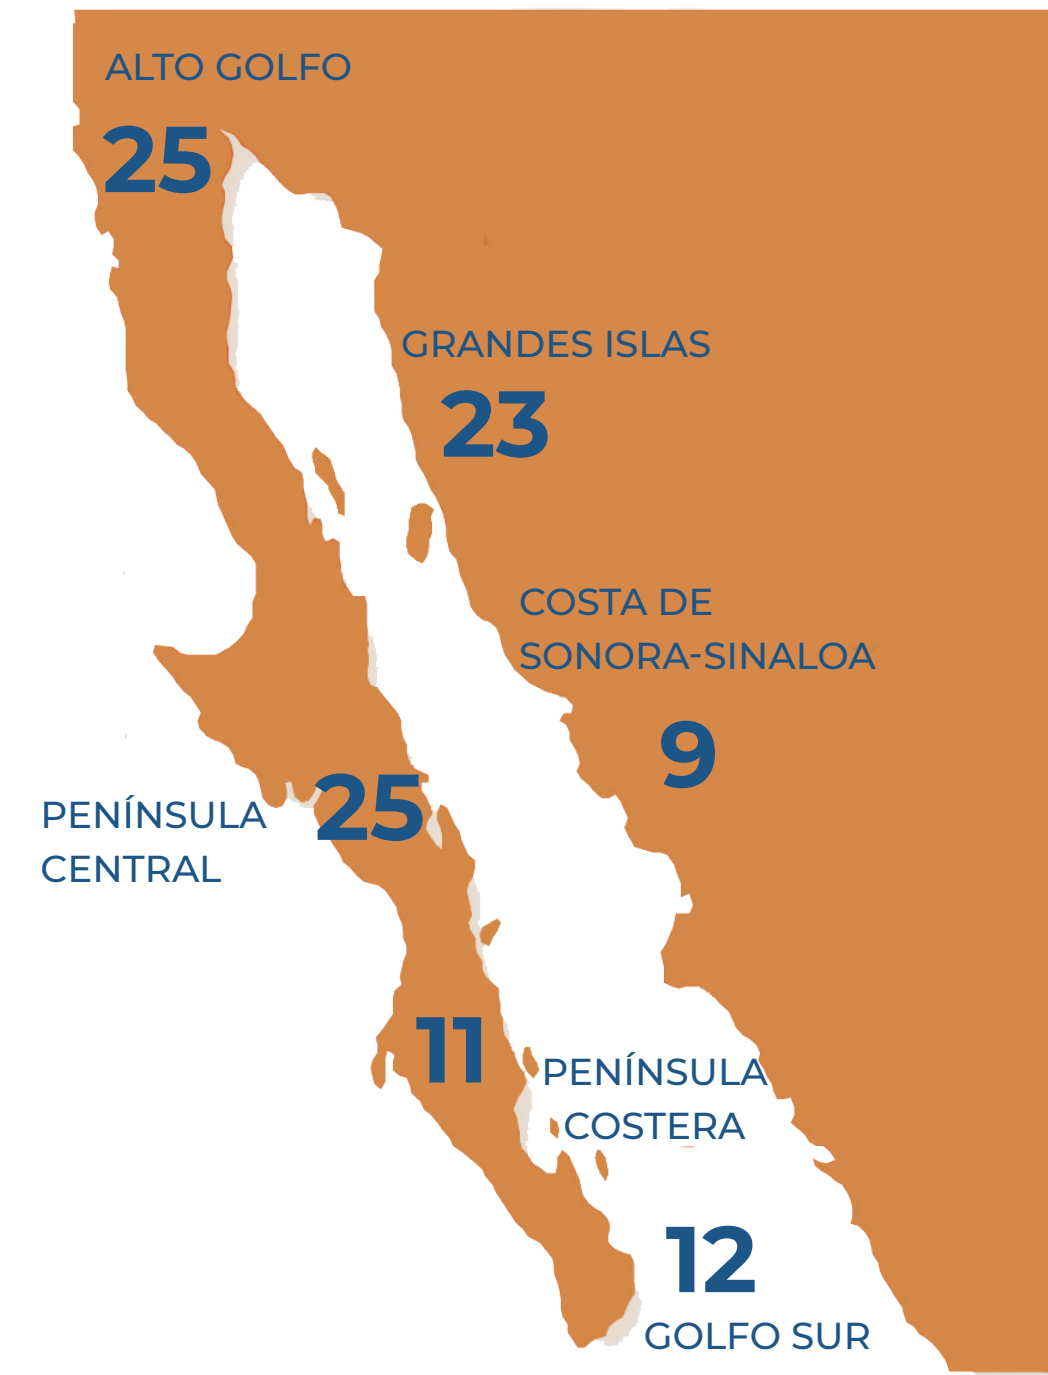 ALTO GOLFO
25
GRANDES ISLAS
23
COSTA DE
SONORA-SINALOA
9
PENÍNSULA
CENTRAL
25
11
PENÍNSULA
COSTERA
12
GOLFO SUR